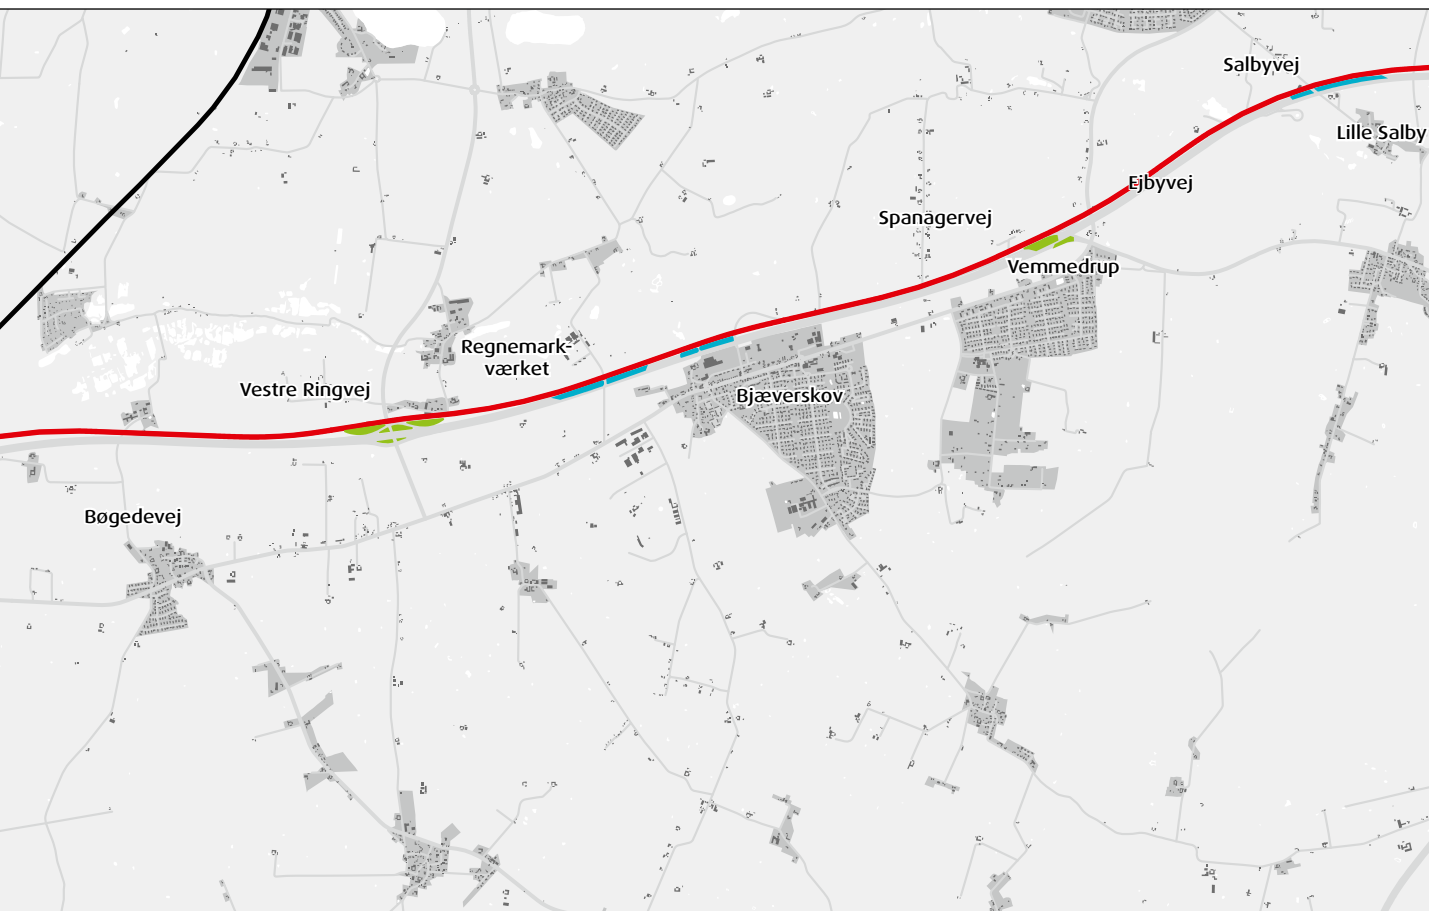 Salbyvej
Lille Salby
Ejbyvej
Spanagervej
Vemmedrup
Regnemark-
værket
Vestre Ringvej
Bjæverskov
Bøgedevej